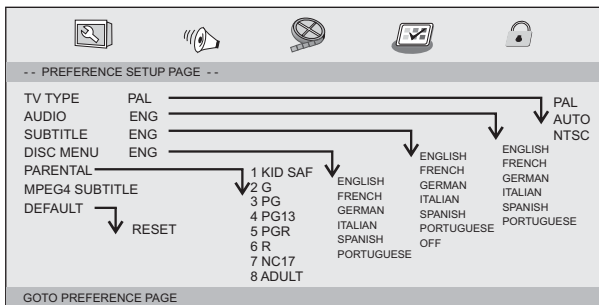 - - PREFERENCE SETUP PAGE - -
TV TYPE PAL
AUDIO ENG
SUBTITLE ENG
DISC MENU ENG
PARENTAL
MPEG4 SUBTITLE
DEFAULT
RESET
1 KID SAF
2 G
3 PG
4 PG13
5 PGR
6 R
7 NC17
8 ADULT
ENGLISH
FRENCH
GERMAN
ITALIAN
SPANISH
PORTUGUESE
ENGLISH
FRENCH
GERMAN
ITALIAN
SPANISH
PORTUGUESE
OFF
ENGLISH
FRENCH
GERMAN
ITALIAN
SPANISH
PORTUGUESE
PAL
AUTO
NTSC
GOTO PREFERENCE PAGE